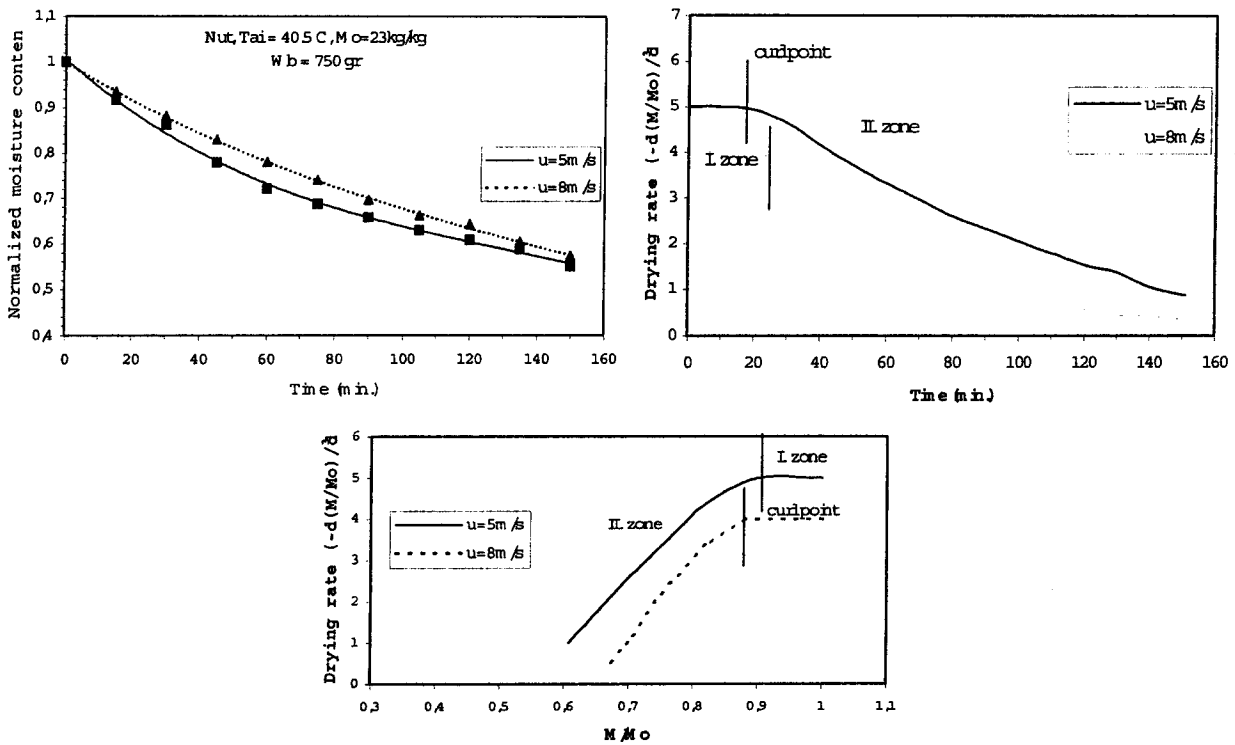 Nut, Tai = 40.5 C, Mo=23kg/kg
Wb = 750 gr
Normalized moisture conten
1
0,9
0,8
0,7
0,6
0,5
0,4
u=5m/s
u=8m/s
0 20 40 60 80 100 120 140 160
Time (min.)
Drying rate (-d(M/Mo)/d
7
6
5
4
3
2
1
0
curlpoint
I. zone
II. zone
u=5m/s
u=8m/s
0 20 40 60 80 100 120 140 160
Time (min.)
Drying rate (-d(M/Mo)/d
6
5
4
3
2
1
0
I. zone
curlpoint
II. zone
u=5m/s
u=8m/s
0,3 0,4 0,5 0,6 0,7 0,8 0,9 1 1,1
M/Mo